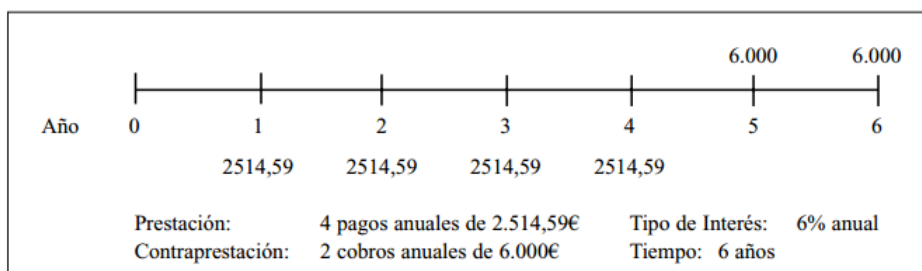 6.000 6.000
Año 0 1 2 3 4 5 6
2514,59 2514,59 2514,59 2514,59
Prestación: 4 pagos anuales de 2.514,59€ Tipo de Interés: 6% anual
Contraprestación: 2 cobros anuales de 6.000€ Tiempo: 6 años